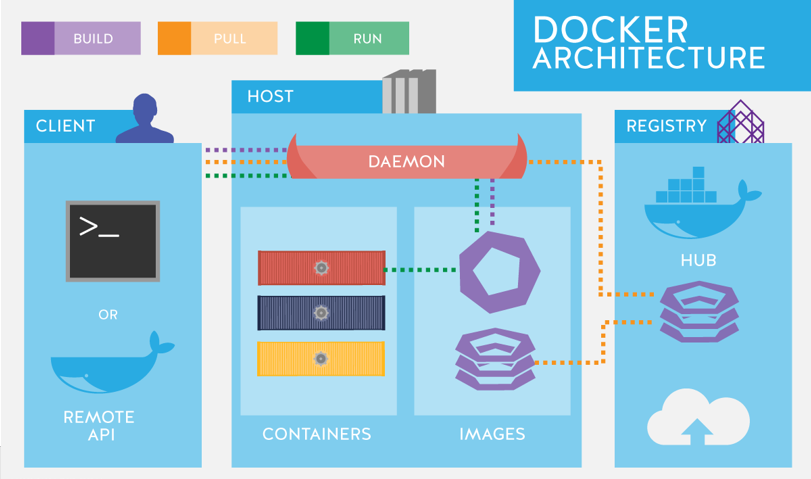 BUILD
PULL
RUN
DOCKER
ARCHITECTURE
CLIENT
HOST
REGISTRY
DAEMON
>_
OR
REMOTE
API
CONTAINERS
IMAGES
HUB